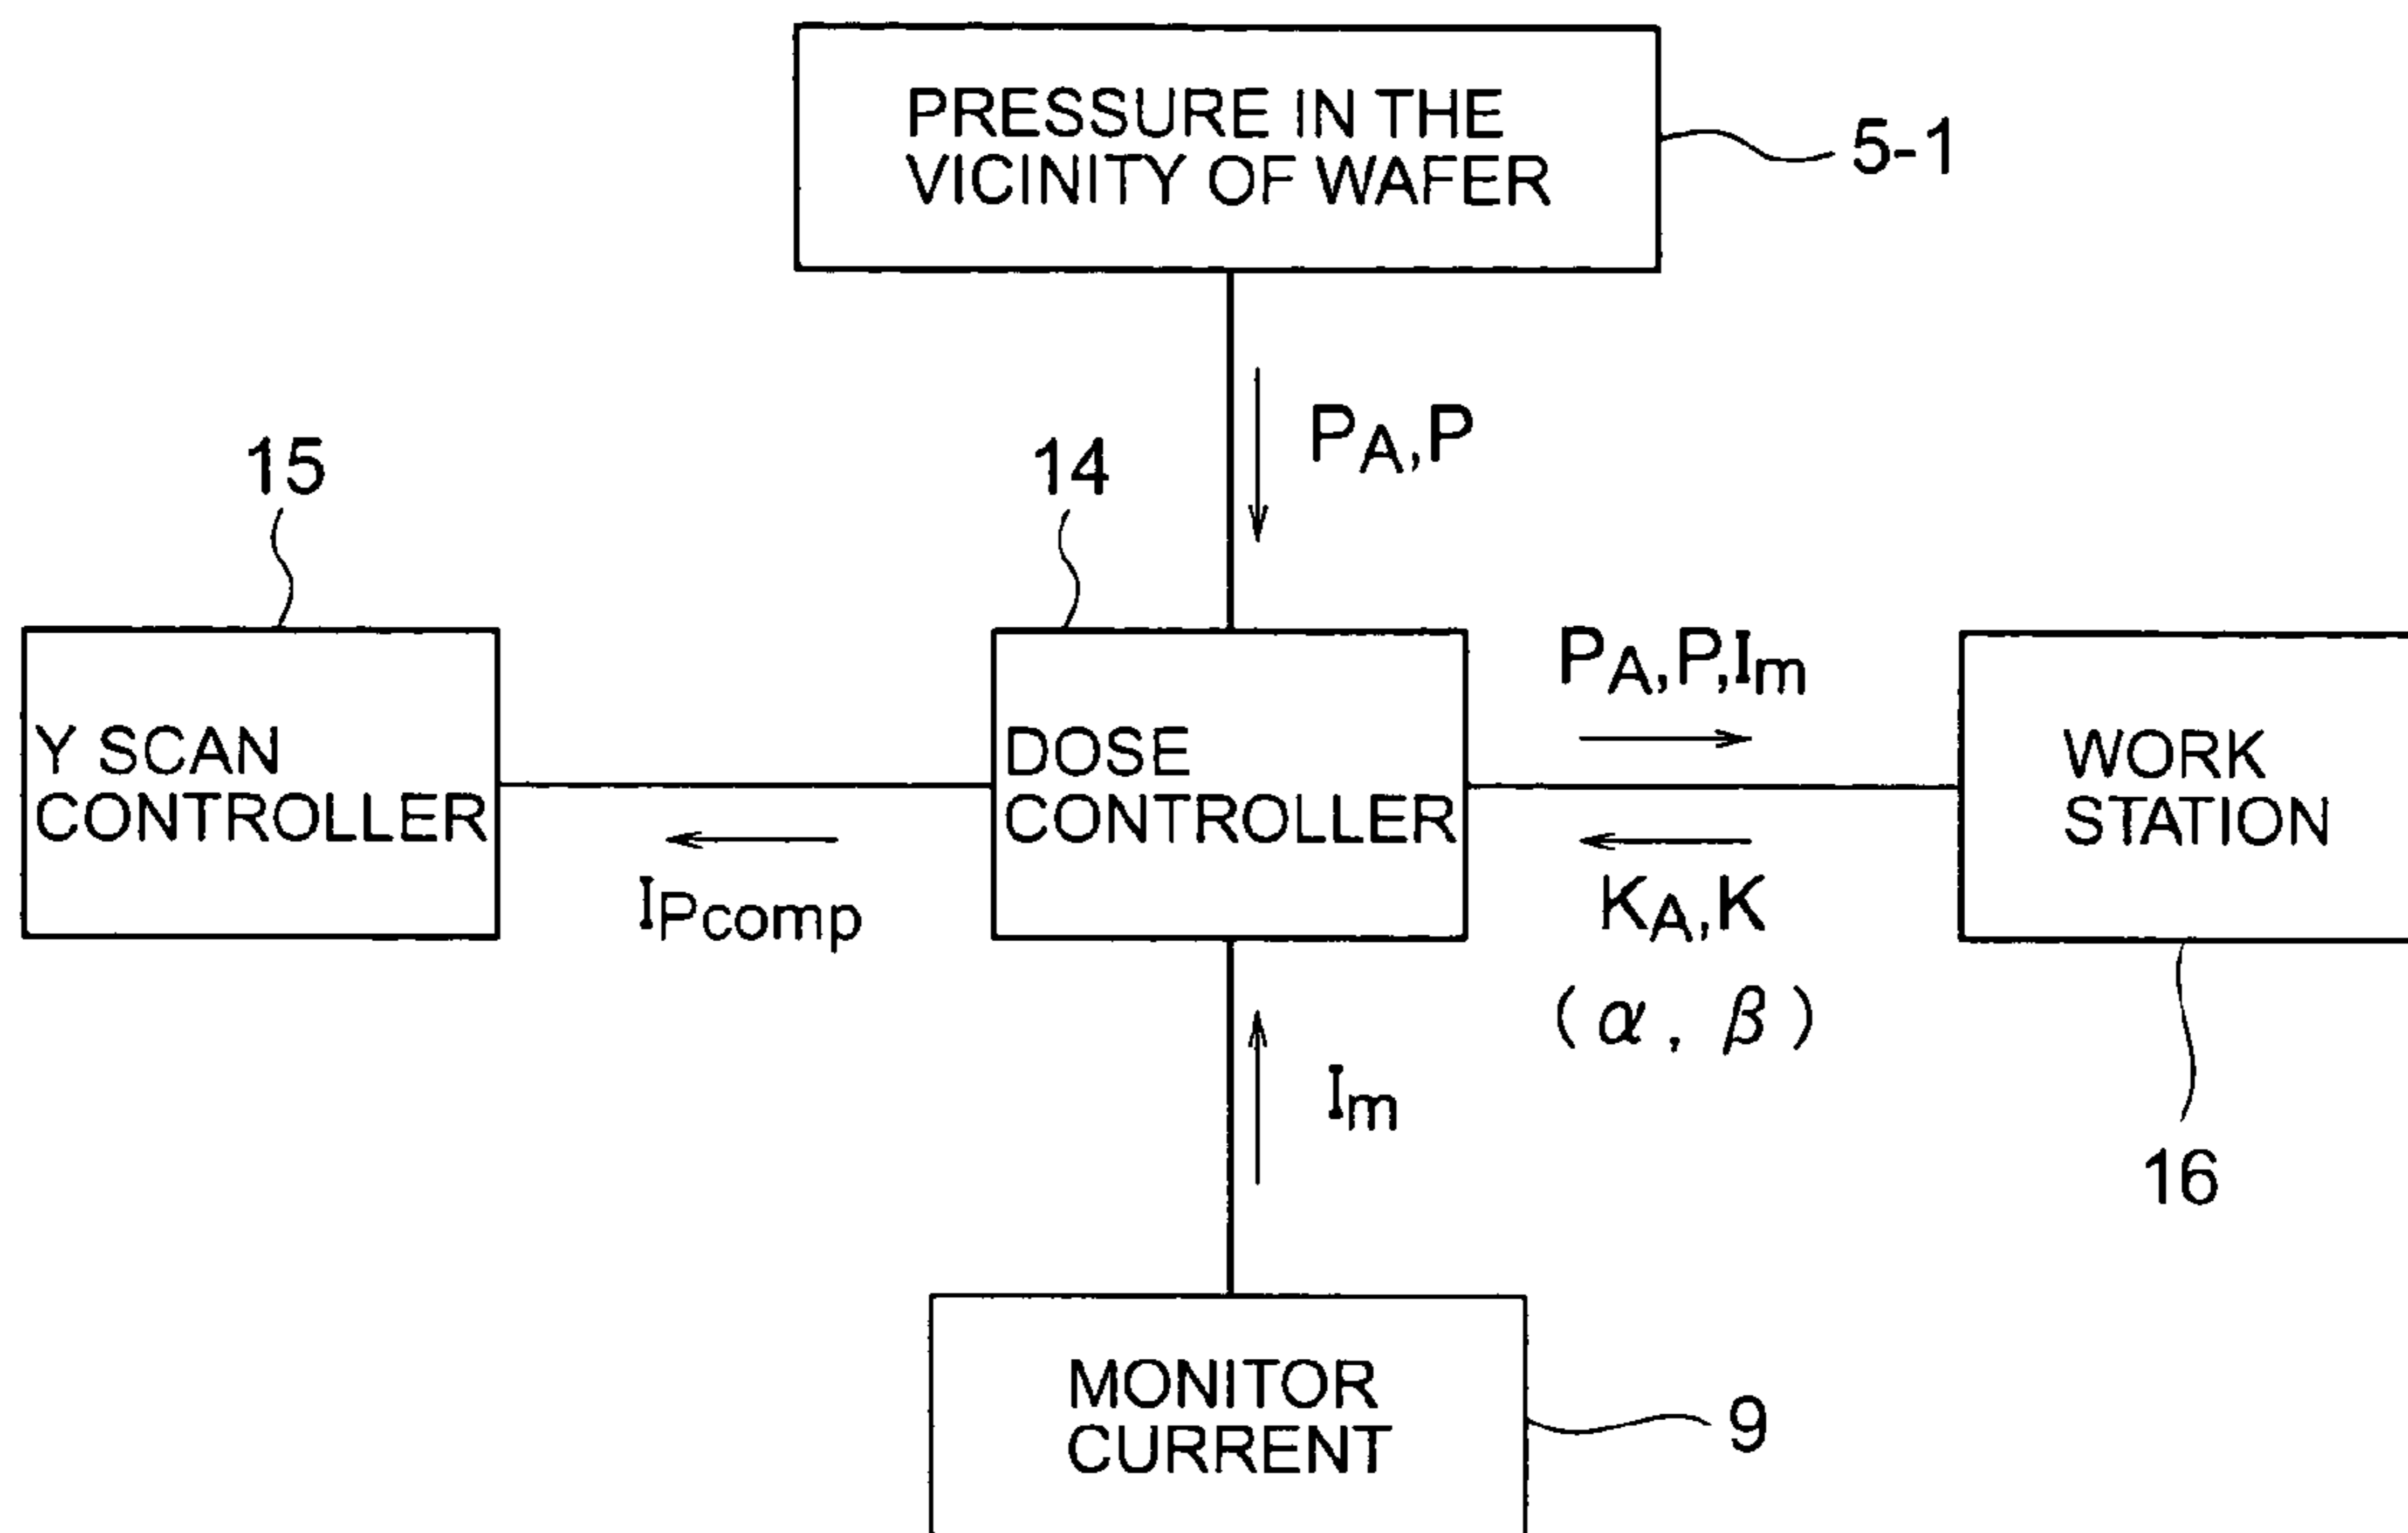 PRESSURE IN THE
VICINITY OF WAFER
5-1
PA,P
15
14
Y SCAN
CONTROLLER
DOSE
CONTROLLER
PA,P,Im
WORK
STATION
IPcomp
KA,K
(α, β)
Im
16
MONITOR
CURRENT
9